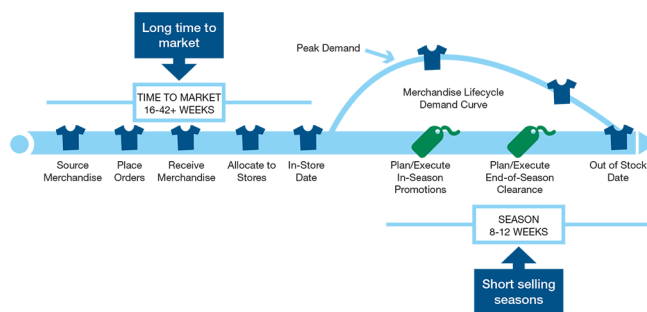 Long time to
market
TIME TO MARKET
16-42+ WEEKS
Peak Demand
Merchandise Lifecycle
Demand Curve
Source
Merchandise
Place
Orders
Receive
Merchandise
Allocate to
Stores
In-Store
Date
Plan/Execute
In-Season
Promotions
Plan/Execute
End-of-Season
Clearance
Out of Stock
Date
SEASON
8-12 WEEKS
Short selling
seasons